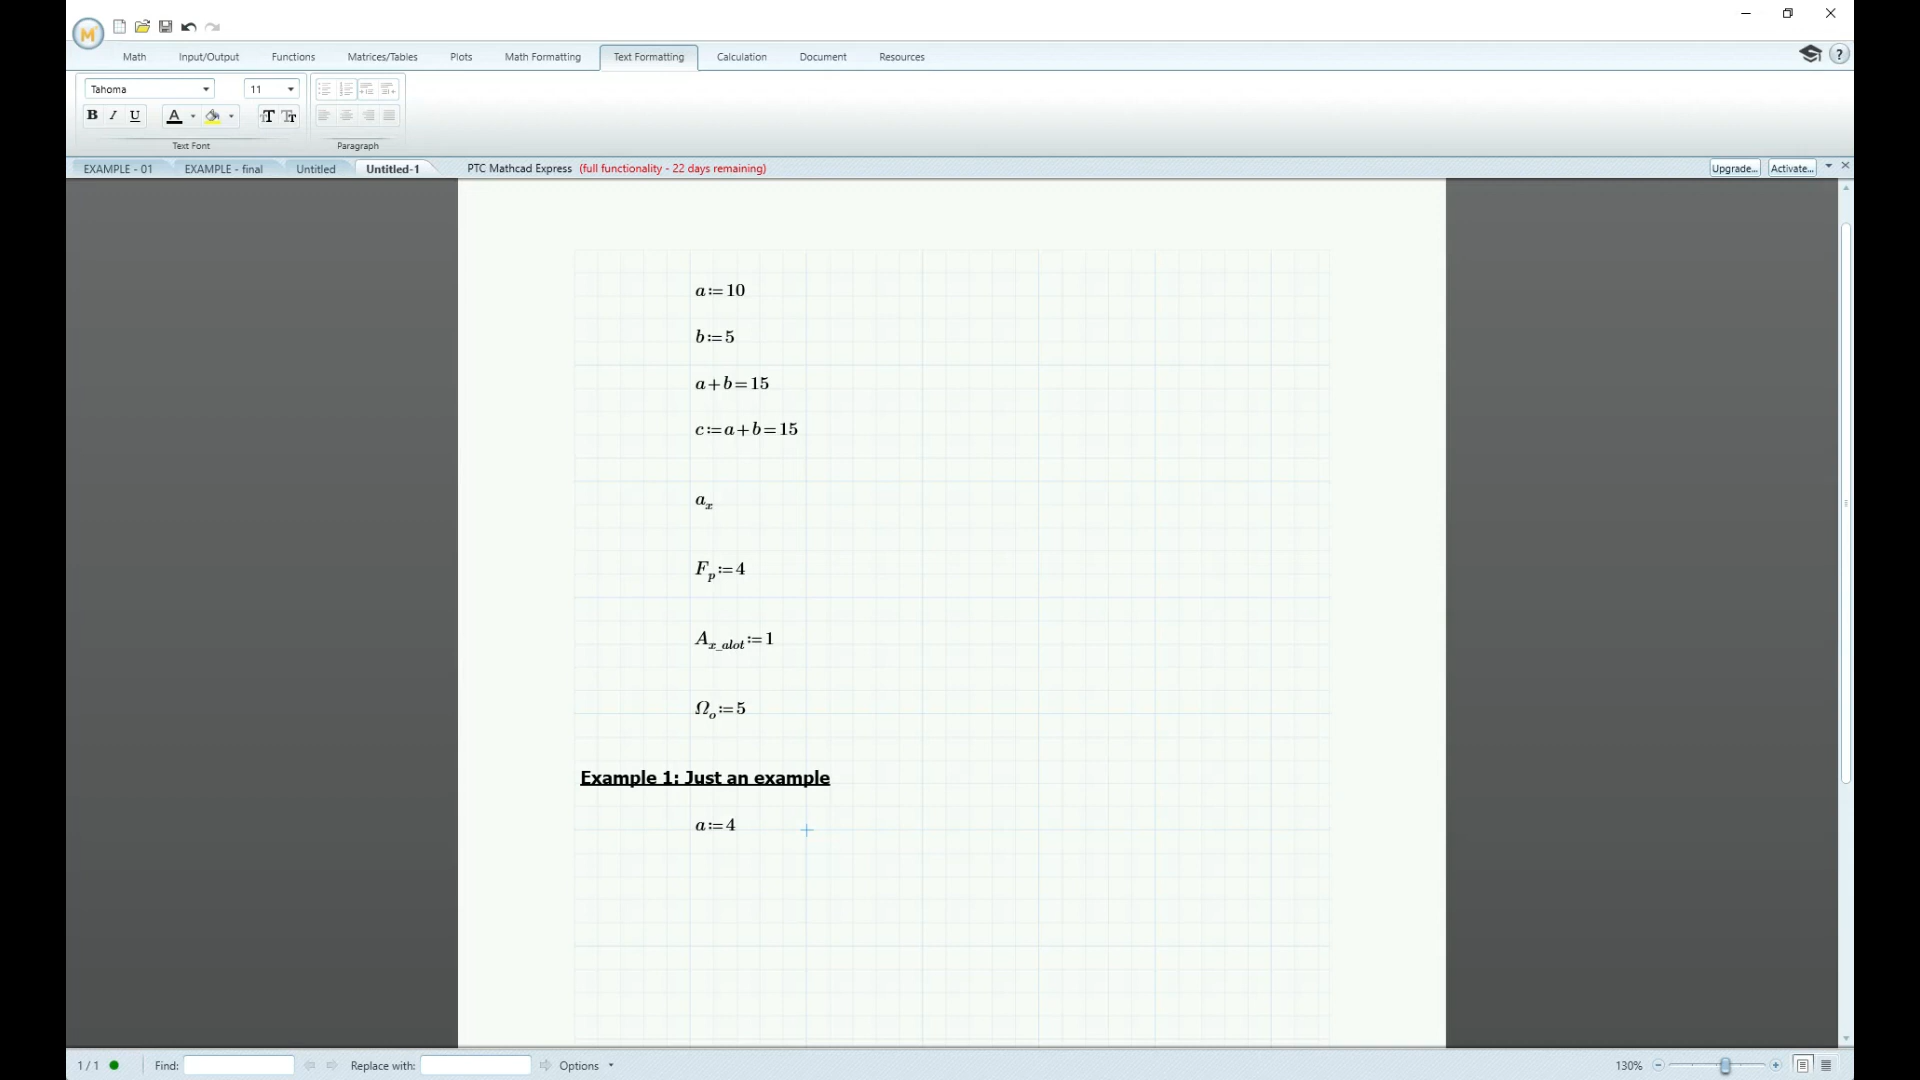 M
Math Input/Output Functions Matrices/Tables Plots Math Formatting Text Formatting Calculation Document Resources ?
Tahoma 11
B I U A T T
Text Font Paragraph
EXAMPLE - 01 EXAMPLE - final Untitled Untitled-1 PTC Mathcad Express (full functionality - 22 days remaining) Upgrade... Activate...
a:=10
b:=5
a+b=15
c:=a+b=15
a_x
F_p:=4
A_x_alot:=1
Ω_o:=5
Example 1: Just an example
a:=4
1 / 1 Find: Replace with: Options 130%